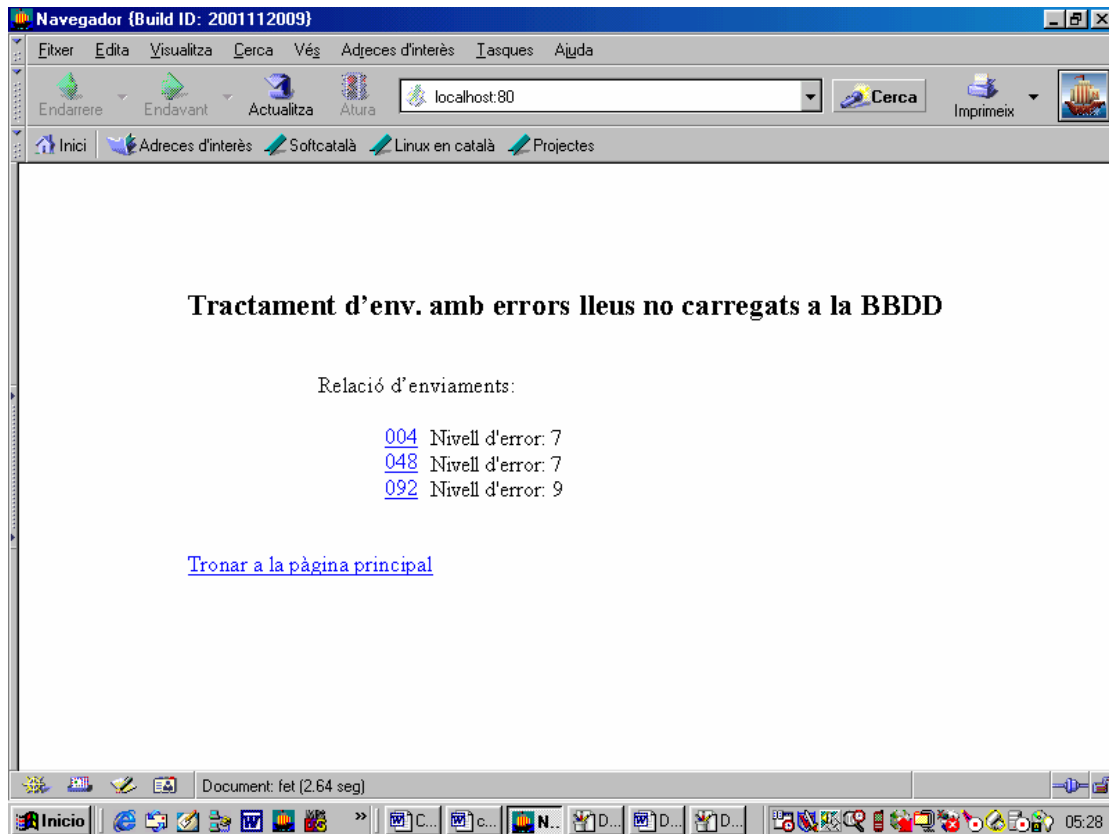 Navegador {Build ID: 2001112009}
Fitxer Edita Visualitza Cerca Vés Adreces d'interès Tasques Ajuda
Endarrere Endavant Actualitza Atura localhost:80 Cerca Imprimeix
Inici Adreces d'interès Softcatalà Linux en català Projectes
Tractament d'env. amb errors lleus no carregats a la BBDD
Relació d'enviaments:
004 Nivell d'error: 7
048 Nivell d'error: 7
092 Nivell d'error: 9
Tronar a la pàgina principal
Document: fet (2.64 seg)
Inicio » C... c... N.. D... D... D... 05:28